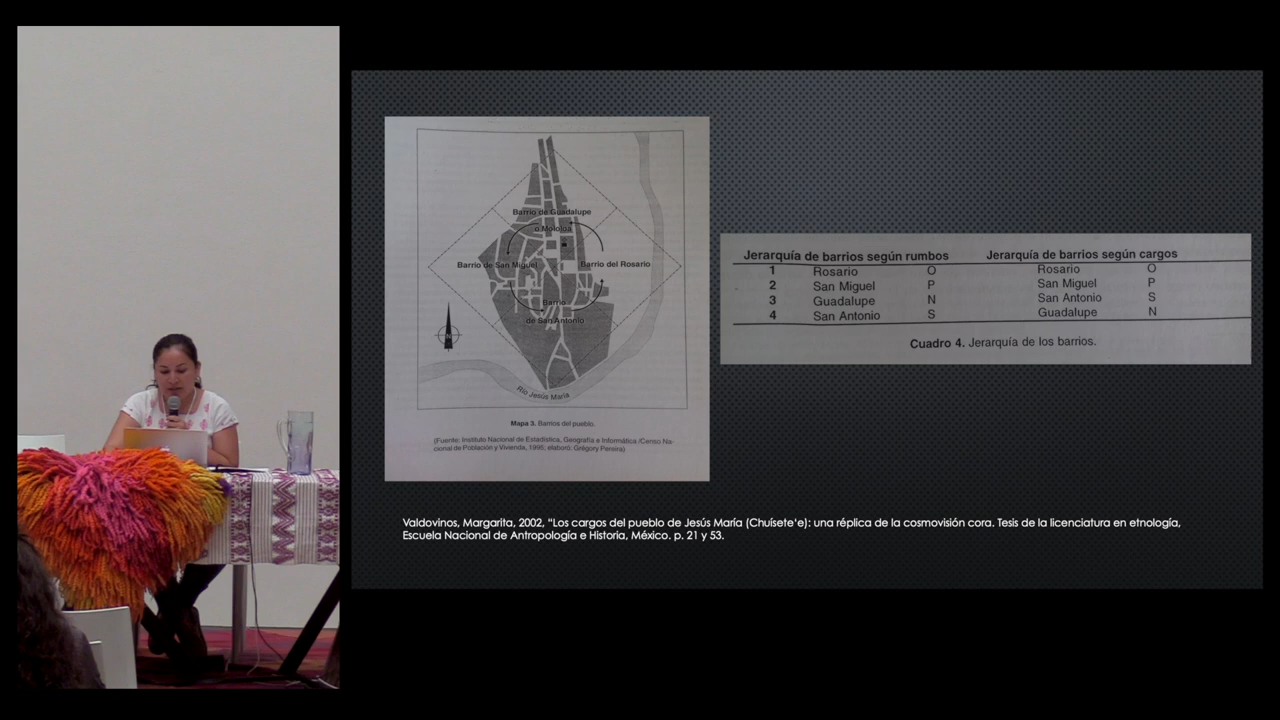 Barrio de Guadalupe
o Mololoa
Barrio de San Miguel
Barrio del Rosario
Barrio
de San Antonio
Río Jesús María
Mapa 3. Barrios del pueblo.
(Fuente: Instituto Nacional de Estadística, Geografía e Informática /Censo Na-
cional de Población y Vivienda, 1995; elaboró: Grégory Pereira)
Jerarquía de barrios según rumbos Jerarquía de barrios según cargos
1 Rosario O Rosario O
2 San Miguel P San Miguel P
3 Guadalupe N San Antonio S
4 San Antonio S Guadalupe N
Cuadro 4. Jerarquía de los barrios.
Valdovinos, Margarita, 2002, “Los cargos del pueblo de Jesús María (Chuísete'e): una réplica de la cosmovisión cora. Tesis de la licenciatura en etnología,
Escuela Nacional de Antropología e Historia, México. p. 21 y 53.